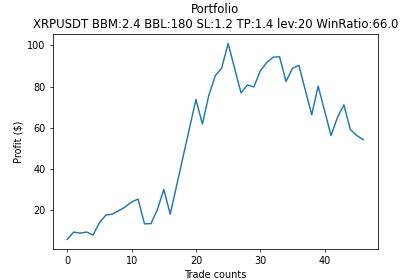 Portfolio
XRPUSDT BBM:2.4 BBL:180 SL:1.2 TP:1.4 lev:20 WinRatio:66.0
100
80
60
40
20
Profit ($)
0
10
20
30
40
Trade counts